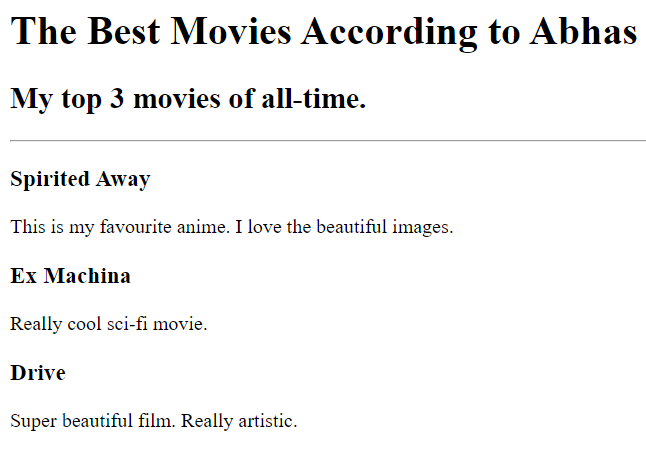 The Best Movies According to Abhas
My top 3 movies of all-time.
Spirited Away
This is my favourite anime. I love the beautiful images.
Ex Machina
Really cool sci-fi movie.
Drive
Super beautiful film. Really artistic.